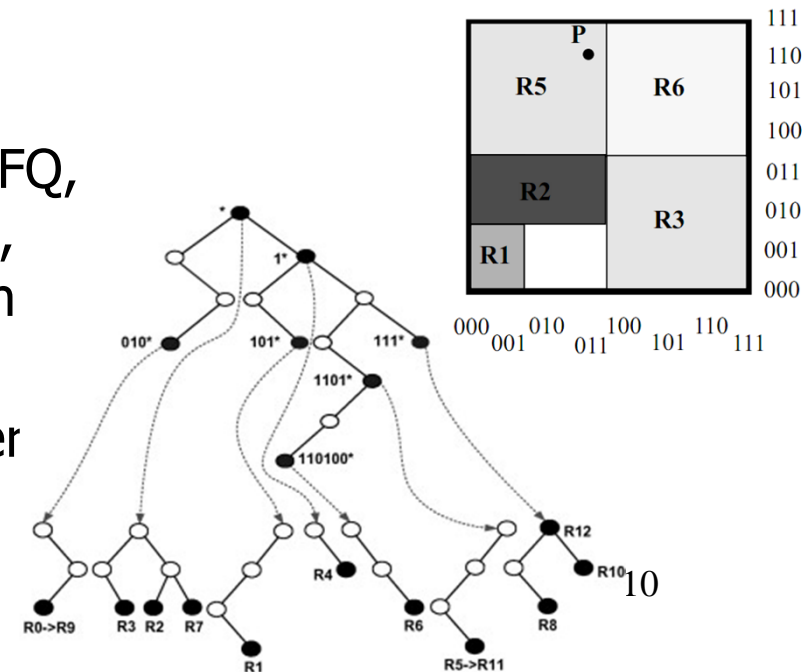 FQ,
,
n
er
P
R5
R6
R2
R3
R1
111
110
101
100
011
010
001
000
000 001 010 011 100 101 110 111
*
1*
010*
101*
111*
1101*
110100*
R12
R4
R10
10
R0->R9
R3
R2
R7
R6
R8
R1
R5->R11